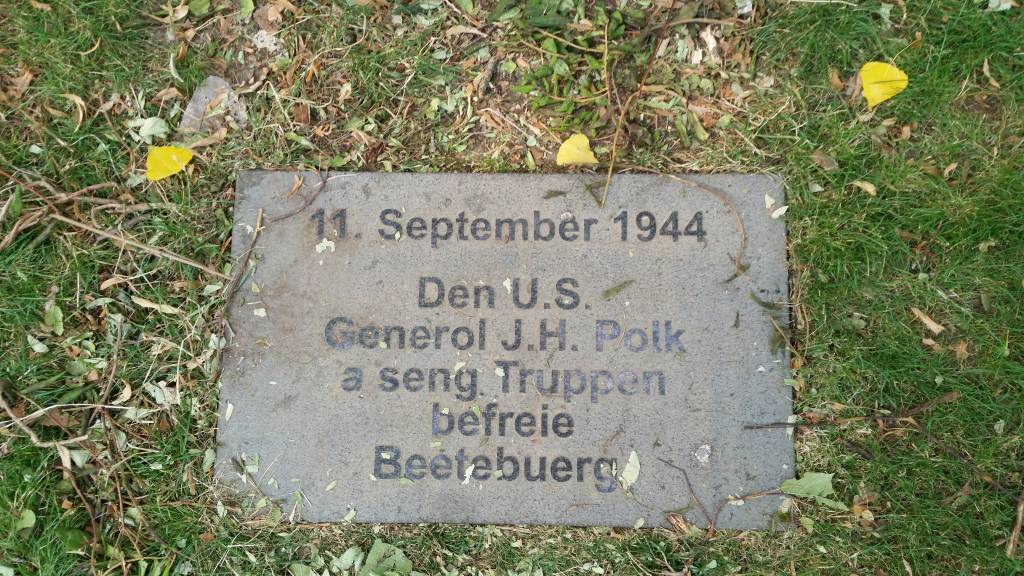 11. September 1944
Den U.S.
Generol J.H. Polk
a seng Truppen
befreie
Beetebuerg